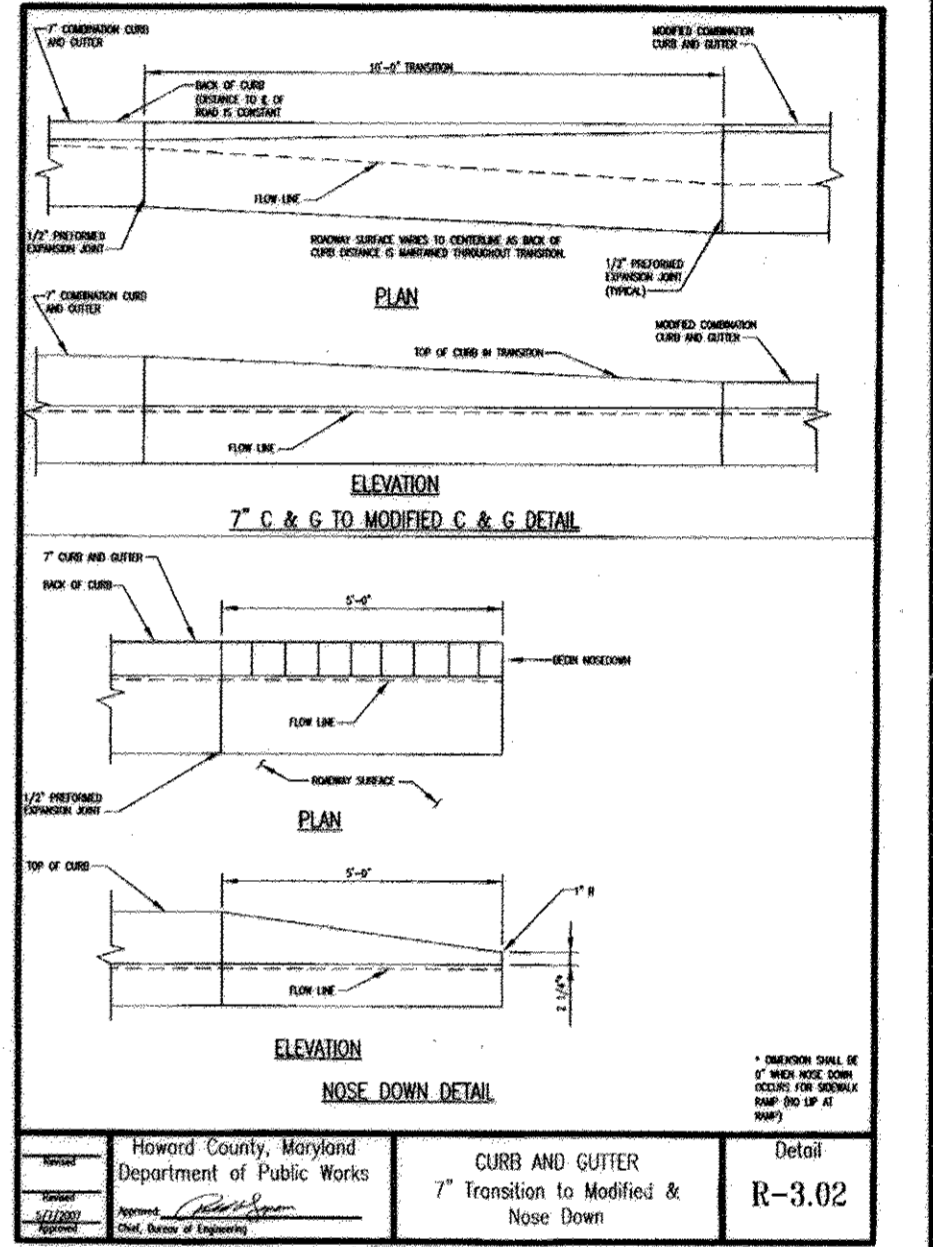 7" COMBINATION CURB
AND GUTTER
MODIFIED COMBINATION
CURB AND GUTTER
10'-0" TRANSITION
BACK OF CURB
(DISTANCE TO ℄ OF
ROAD IS CONSTANT
FLOW LINE
1/2" PREFORMED
EXPANSION JOINT
ROADWAY SURFACE VARIES TO CENTERLINE AS BACK OF
CURB DISTANCE IS MAINTAINED THROUGHOUT TRANSITION.
1/2" PREFORMED
EXPANSION JOINT
(TYPICAL)
PLAN
7" COMBINATION CURB
AND GUTTER
MODIFIED COMBINATION
CURB AND GUTTER
TOP OF CURB IN TRANSITION
FLOW LINE
ELEVATION
7" C & G TO MODIFIED C & G DETAIL
7" CURB AND GUTTER
BACK OF CURB
5'-0"
BEGIN NOSEDOWN
FLOW LINE
1/2" PREFORMED
EXPANSION JOINT
ROADWAY SURFACE
PLAN
TOP OF CURB
5'-0"
1" R
FLOW LINE
2 1/4"*
ELEVATION
NOSE DOWN DETAIL
* DIMENSION SHALL BE
0" WHEN NOSE DOWN
OCCURS FOR SIDEWALK
RAMP (NO LIP AT
RAMP)
Revised
Revised
5/7/2007
Approved
Howard County, Maryland
Department of Public Works
Approved:
Chief, Bureau of Engineering
CURB AND GUTTER
7" Transition to Modified &
Nose Down
Detail
R-3.02